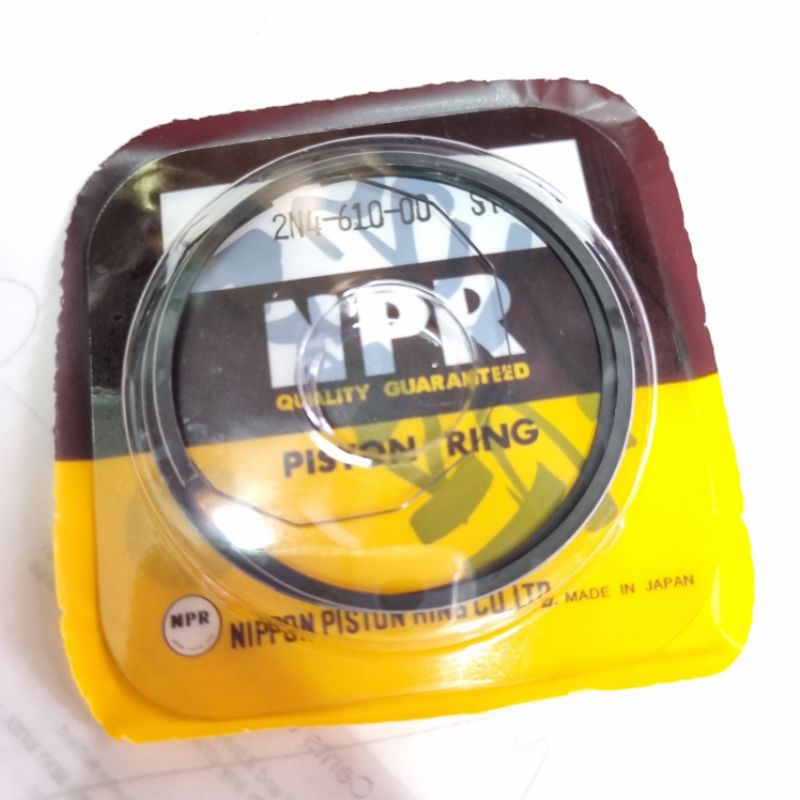 2N4-610-00
NPR
QUALITY GUARANTEED
PISTON RING
NPR
NIPPON PISTON RING CO.,LTD. MADE IN JAPAN